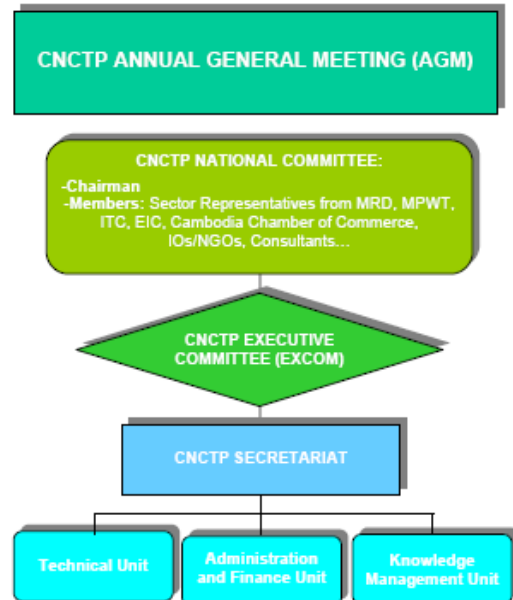 CNCTP ANNUAL GENERAL MEETING (AGM)
CNCTP NATIONAL COMMITTEE:
-Chairman
-Members: Sector Representatives from MRD, MPWT,
ITC, EIC, Cambodia Chamber of Commerce,
IOs/NGOs, Consultants...
CNCTP EXECUTIVE
COMMITTEE (EXCOM)
CNCTP SECRETARIAT
Technical Unit
Administration
and Finance Unit
Knowledge
Management Unit